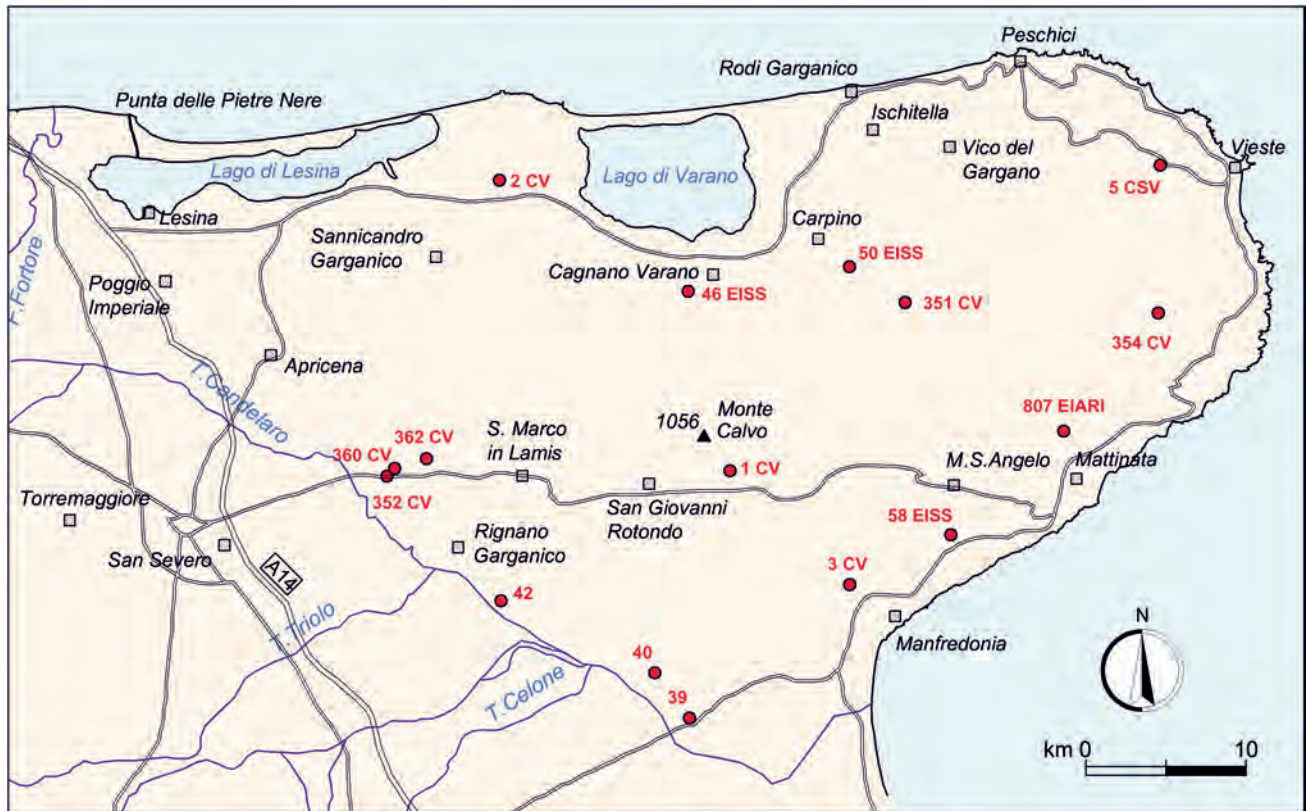 Peschici
Rodi Garganico
Punta delle Pietre Nere
Ischitella
Vico del
Gargano
Vieste
Lago di Lesina
Lago di Varano
2 CV
5 CSV
Lesina
Sannicandro
Garganico
Carpino
50 EISS
Cagnano Varano
46 EISS
351 CV
Poggio
Imperiale
F.Fortore
354 CV
Apricena
T.Candelaro
807 EIARI
1056
Monte
Calvo
362 CV
360 CV
352 CV
S. Marco
in Lamis
1 CV
M.S.Angelo
Mattinata
Torremaggiore
San Giovanni
Rotondo
58 EISS
San Severo
Rignano
Garganico
A14
3 CV
42
T.Triolo
Manfredonia
N
40
T.Celone
39
km 0
10